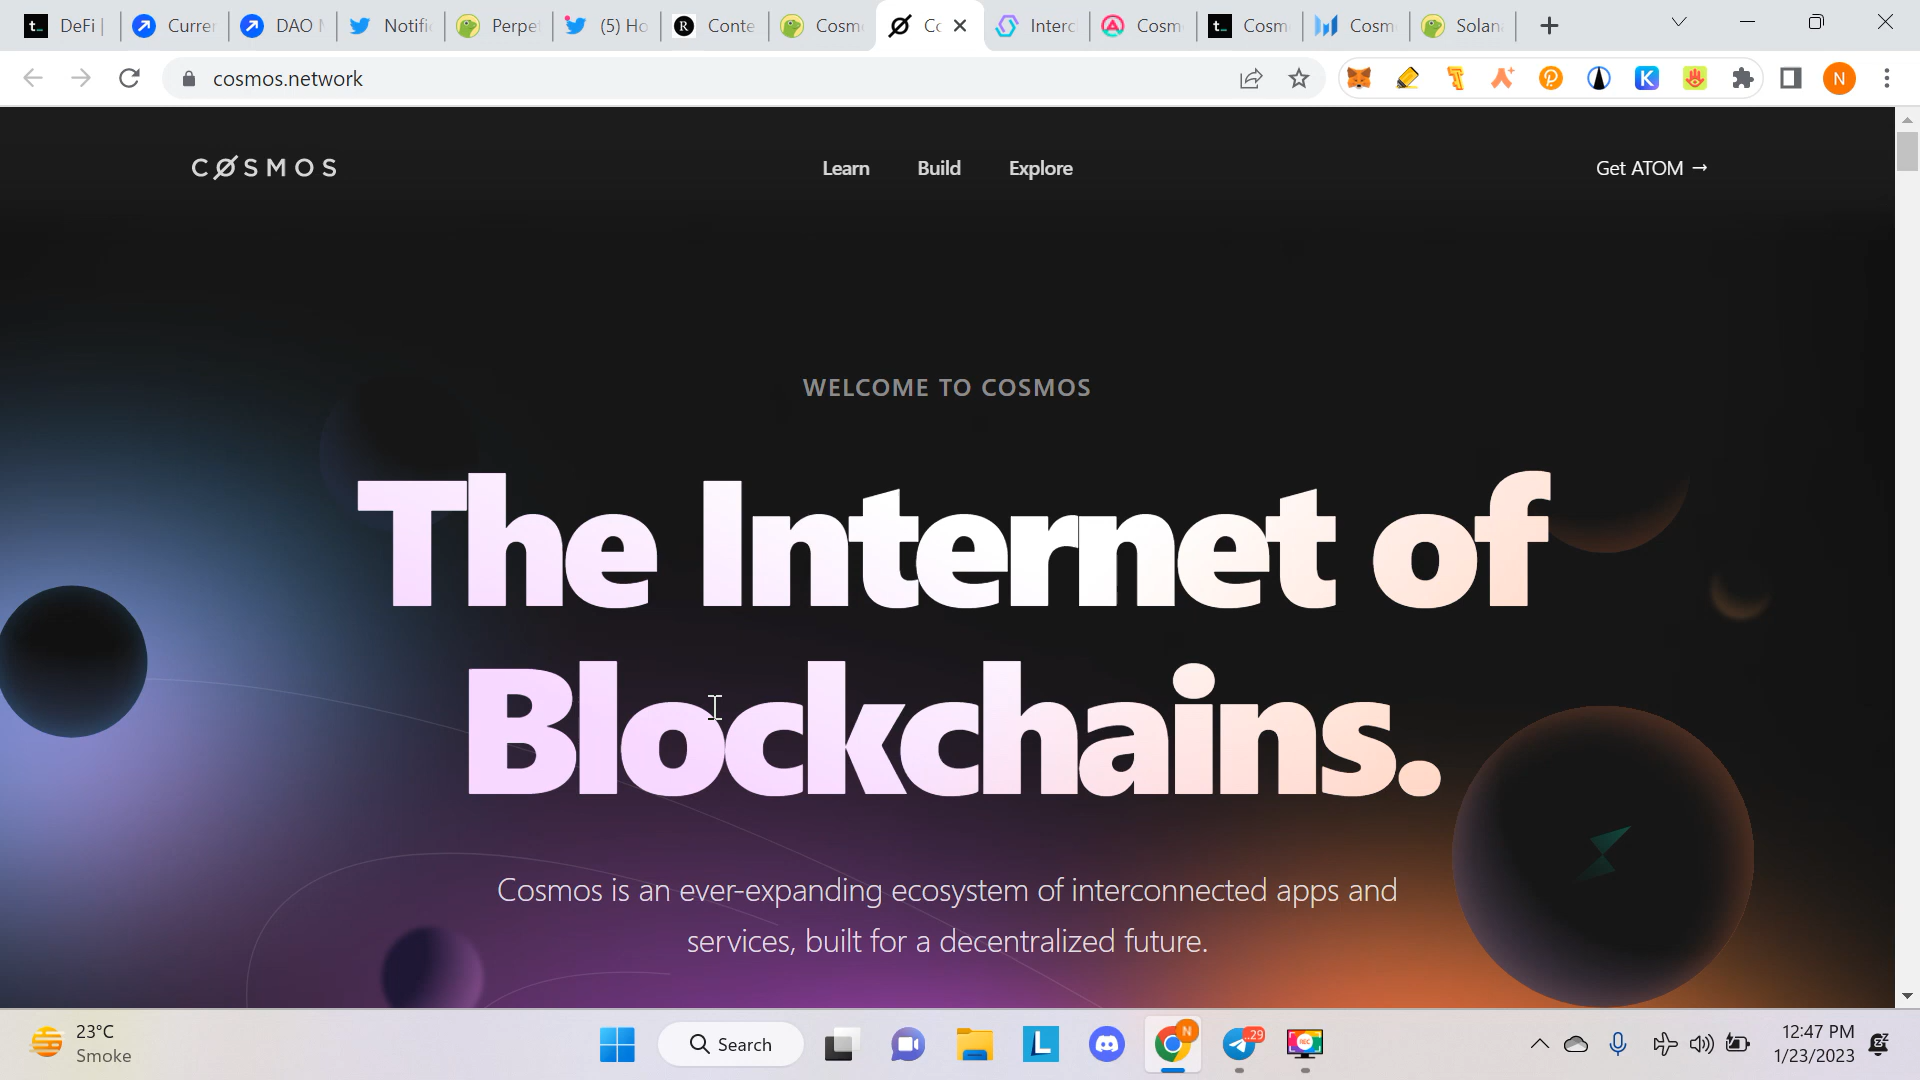 DeFi
Curre
DAO
Notifi
Perpe
(5) Ho
Conte
Cosm
Co
Interc
Cosm
Cosm
Cosm
Solan
cosmos.network
N
COSMOS
Learn
Build
Explore
Get ATOM →
WELCOME TO COSMOS
The Internet of
Blockchains.
Cosmos is an ever-expanding ecosystem of interconnected apps and
services, built for a decentralized future.
23°C
Smoke
Search
12:47 PM
1/23/2023